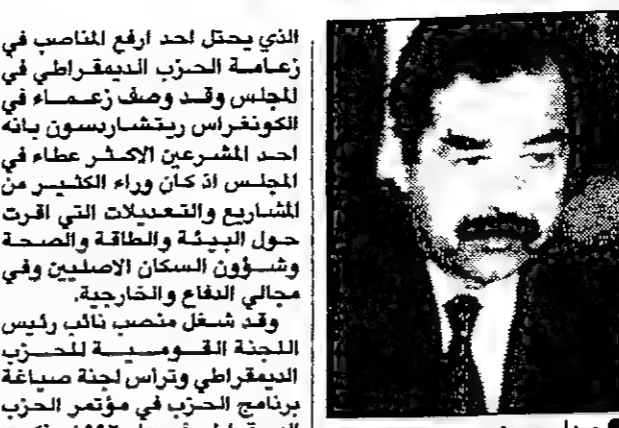 الذي يحتل احد ارفع المناصب في
زعامة الحزب الديمقراطي في
المجلس وقد وصف زعماء في
الكونغراس ريتشاردسون بانه
احد المشرعين الاكثر عطاء في
المجلس اذ كان وراء الكثير من
المشاريع والتعديلات التي اقرت
حول البيئة والطاقة والصحة
وشؤون السكان الاصليين وفي
مجالي الدفاع والخارجية.
وقد شغل منصب نائب رئيس
اللجنة القومية للحزب
الديمقراطي وترأس لجنة صياغة
برنامج الحزب في مؤتمر الحزب